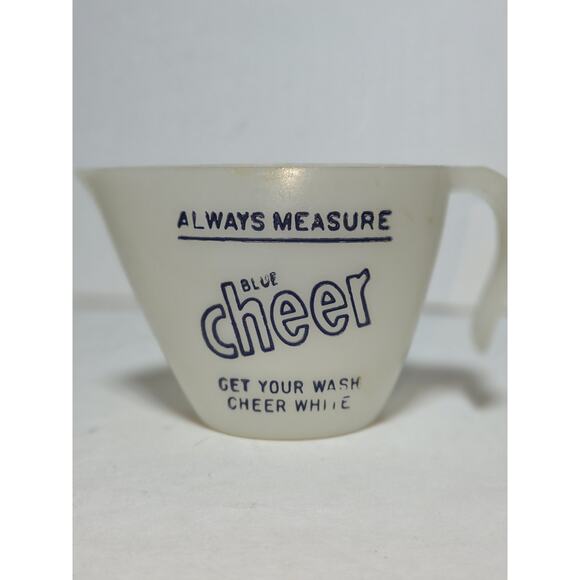 ALWAYS MEASURE
BLUE
cheer
GET YOUR WASH
CHEER WHITE